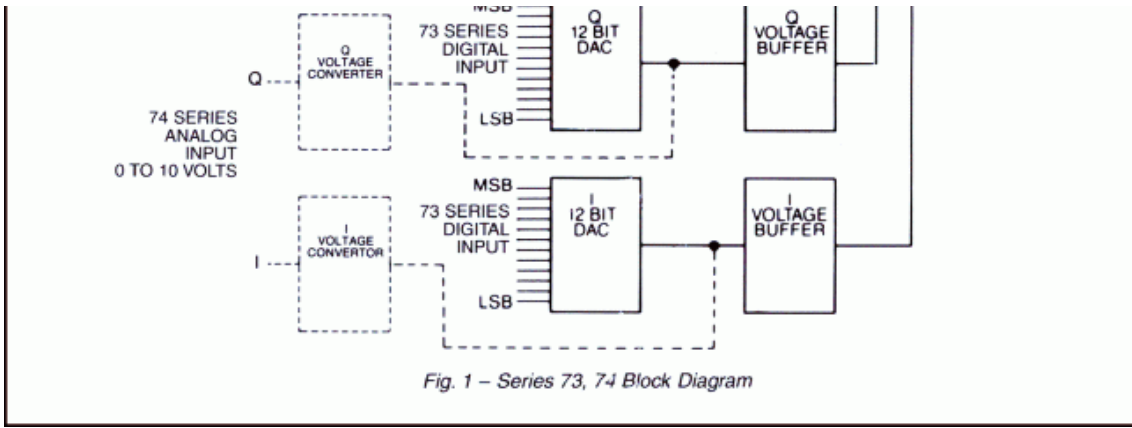 MSB
73 SERIES
DIGITAL
INPUT
LSB
Q
12 BIT
DAC
Q
VOLTAGE
BUFFER
Q
VOLTAGE
CONVERTER
Q
74 SERIES
ANALOG
INPUT
0 TO 10 VOLTS
MSB
73 SERIES
DIGITAL
INPUT
LSB
I
12 BIT
DAC
I
VOLTAGE
BUFFER
I
VOLTAGE
CONVERTOR
I
Fig. 1 – Series 73, 74 Block Diagram